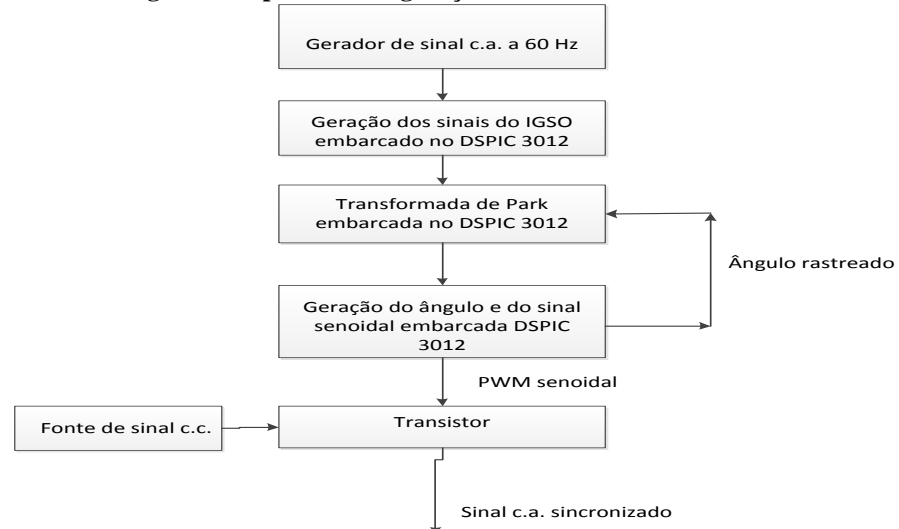 Gerador de sinal c.a. a 60 Hz
Geração dos sinais do IGSO
embarcado no DSPIC 3012
Transformada de Park
embarcada no DSPIC 3012
Ângulo rastreado
Geração do ângulo e do sinal
senoidal embarcada DSPIC
3012
PWM senoidal
Fonte de sinal c.c.
Transistor
Sinal c.a. sincronizado